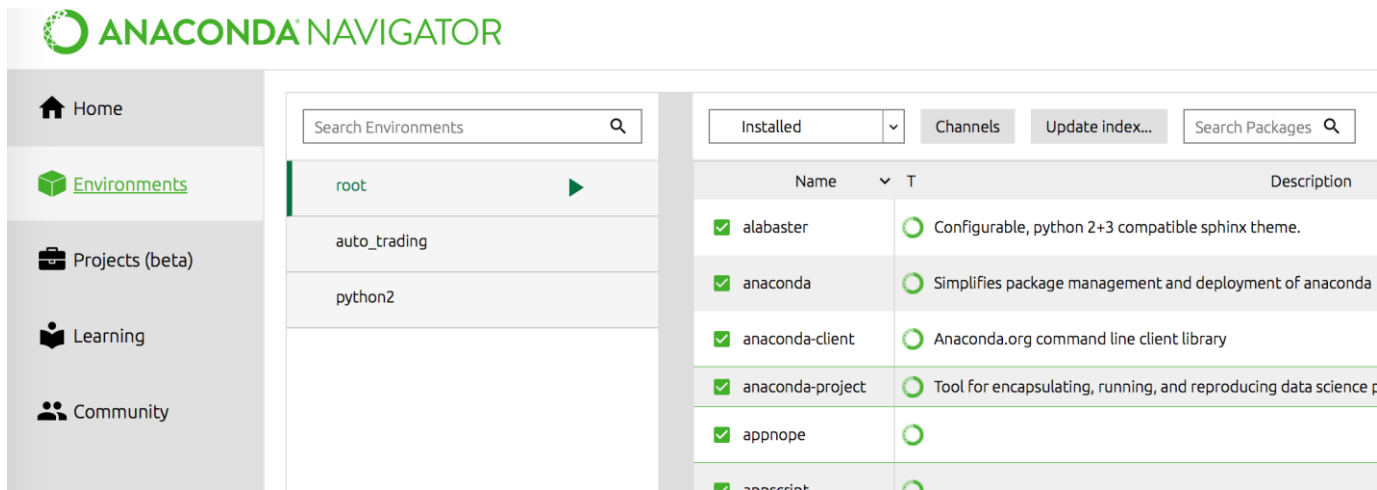 ANACONDA NAVIGATOR
Home
Environments
Projects (beta)
Learning
Community
Search Environments
root
auto_trading
python2
Installed
Channels
Update index...
Search Packages
Name T Description
alabaster Configurable, python 2+3 compatible sphinx theme.
anaconda Simplifies package management and deployment of anaconda
anaconda-client Anaconda.org command line client library
anaconda-project Tool for encapsulating, running, and reproducing data science p
appnope
appscript